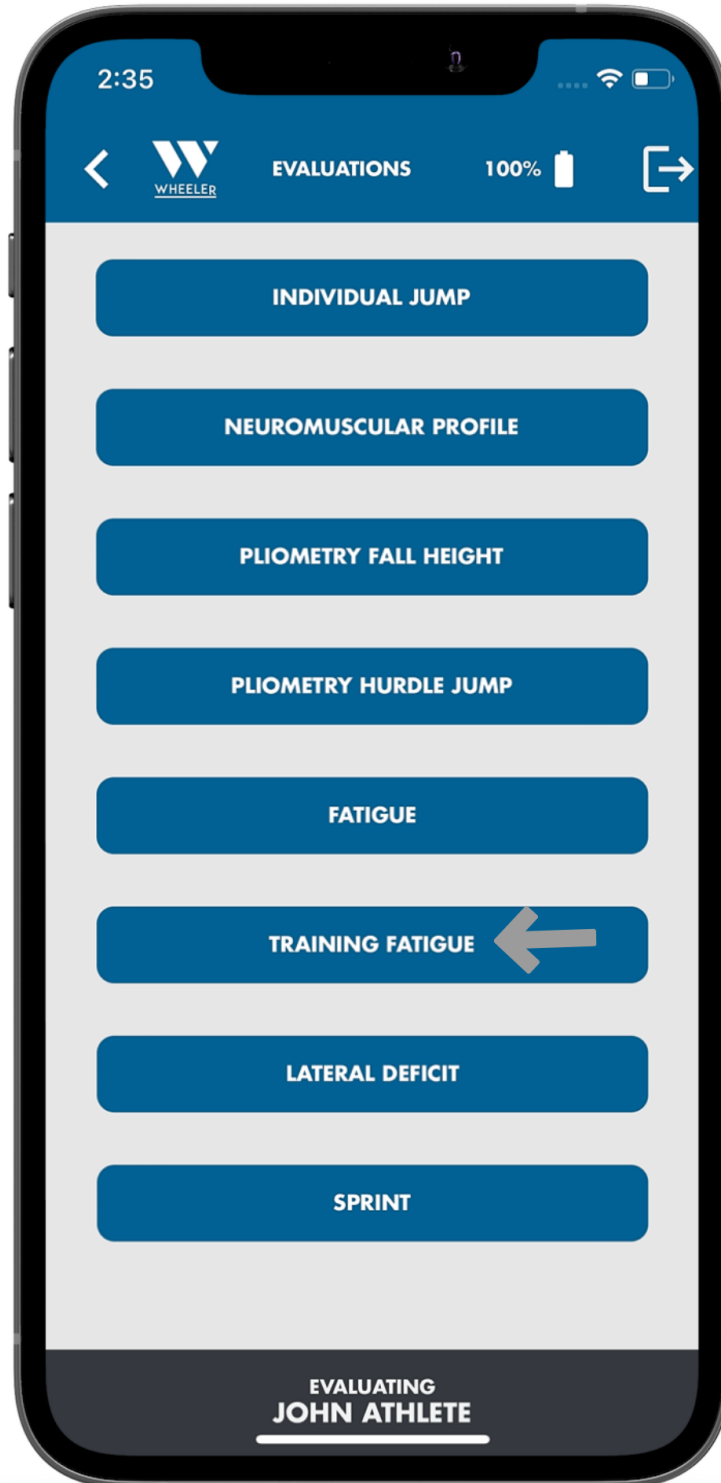 2:35
WHEELER
EVALUATIONS
100%
INDIVIDUAL JUMP
NEUROMUSCULAR PROFILE
PLIOMETRY FALL HEIGHT
PLIOMETRY HURDLE JUMP
FATIGUE
TRAINING FATIGUE
LATERAL DEFICIT
SPRINT
EVALUATING
JOHN ATHLETE